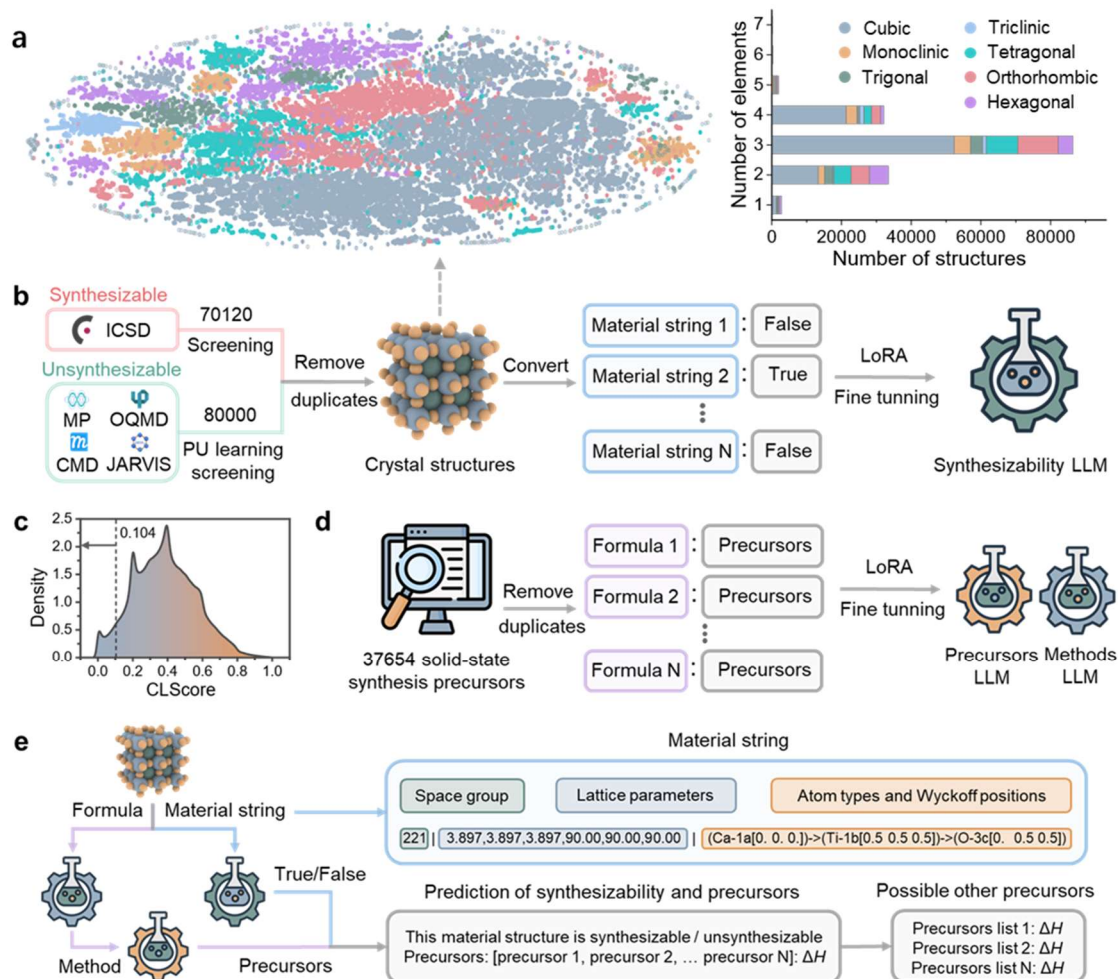 a
Cubic
Triclinic
Monoclinic
Tetragonal
Trigonal
Orthorhombic
Hexagonal
Number of elements
7
6
5
4
3
2
1
0 20000 40000 60000 80000
Number of structures
b
Synthesizable
ICSD
70120
Screening
Unsynthesizable
MP OQMD
CMD JARVIS
80000
PU learning
screening
Remove
duplicates
Crystal structures
Convert
Material string 1 : False
Material string 2 : True
Material string N : False
LoRA
Fine tunning
Synthesizability LLM
c
Density
2.5
2.0
1.5
1.0
0.5
0.0
0.104
0.0 0.2 0.4 0.6 0.8 1.0
CLScore
d
37654 solid-state
synthesis precursors
Remove
duplicates
Formula 1 : Precursors
Formula 2 : Precursors
Formula N : Precursors
LoRA
Fine tunning
Precursors
LLM
Methods
LLM
e
Formula
Material string
True/False
Method
Precursors
Material string
Space group
Lattice parameters
Atom types and Wyckoff positions
221 | 3.897,3.897,3.897,90.00,90.00,90.00 | (Ca-1a[0. 0. 0.])->(Ti-1b[0.5 0.5 0.5])->(O-3c[0. 0.5 0.5])
Prediction of synthesizability and precursors
This material structure is synthesizable / unsynthesizable
Precursors: [precursor 1, precursor 2, … precursor N]: ΔH
Possible other precursors
Precursors list 1: ΔH
Precursors list 2: ΔH
Precursors list N: ΔH